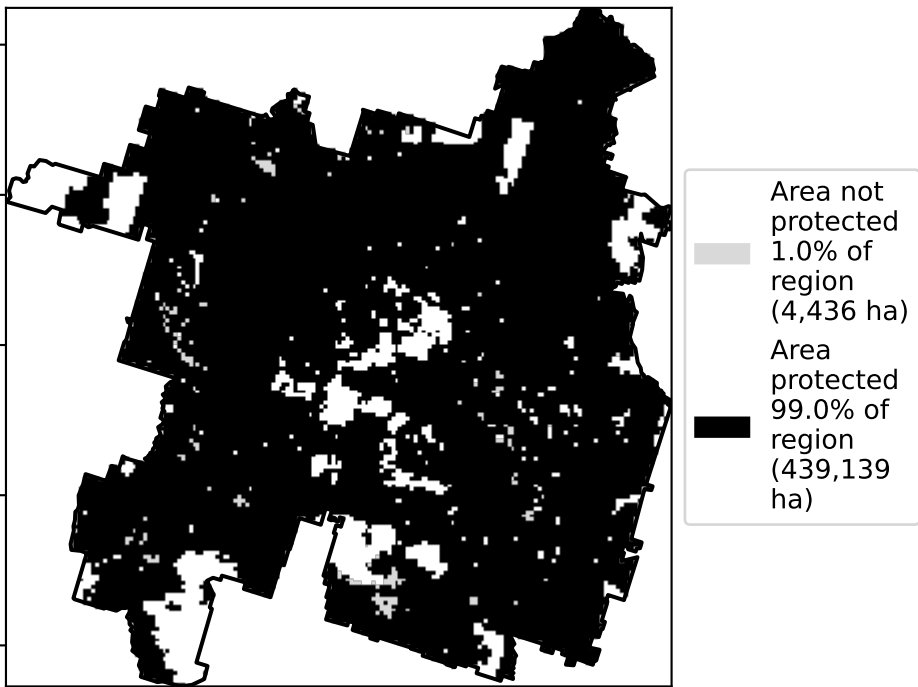 Area not
protected
1.0% of
region
(4,436 ha)
Area
protected
99.0% of
region
(439,139
ha)